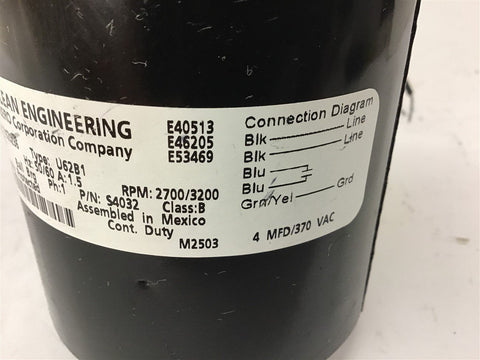 ENGINEERING
Corporation Company
E40513
E46205
E53469
Type: U62B1
Hz:50/60 A:1.5
Ph:1
RPM: 2700/3200
P/N: S4032 Class:B
Assembled in Mexico
Cont. Duty
M2503
Connection Diagram
Blk Line
Blk Line
Blu
Blu
Grn/Yel Grd
4 MFD/370 VAC